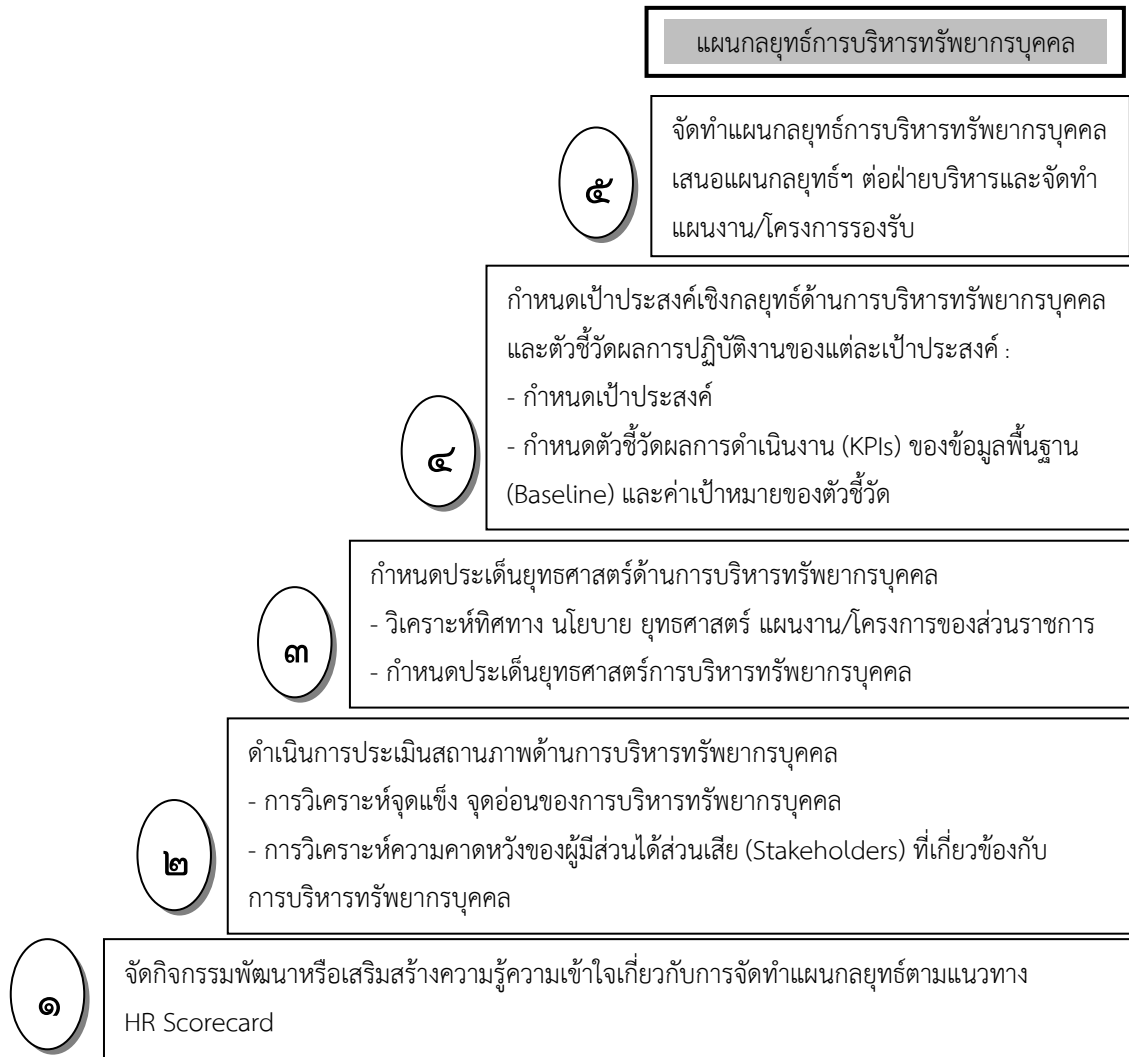 แผนกลยุทธ์การบริหารทรัพยากรบุคคล
จัดทำแผนกลยุทธ์การบริหารทรัพยากรบุคคล
เสนอแผนกลยุทธ์ฯ ต่อฝ่ายบริหารและจัดทำ
แผนงาน/โครงการรองรับ
๕
กำหนดเป้าประสงค์เชิงกลยุทธ์ด้านการบริหารทรัพยากรบุคคล
และตัวชี้วัดผลการปฏิบัติงานของแต่ละเป้าประสงค์ :
- กำหนดเป้าประสงค์
- กำหนดตัวชี้วัดผลการดำเนินงาน (KPIs) ของข้อมูลพื้นฐาน
(Baseline) และค่าเป้าหมายของตัวชี้วัด
๔
กำหนดประเด็นยุทธศาสตร์ด้านการบริหารทรัพยากรบุคคล
- วิเคราะห์ทิศทาง นโยบาย ยุทธศาสตร์ แผนงาน/โครงการของส่วนราชการ
- กำหนดประเด็นยุทธศาสตร์การบริหารทรัพยากรบุคคล
๓
ดำเนินการประเมินสถานภาพด้านการบริหารทรัพยากรบุคคล
- การวิเคราะห์จุดแข็ง จุดอ่อนของการบริหารทรัพยากรบุคคล
- การวิเคราะห์ความคาดหวังของผู้มีส่วนได้ส่วนเสีย (Stakeholders) ที่เกี่ยวข้องกับ
การบริหารทรัพยากรบุคคล
๒
จัดกิจกรรมพัฒนาหรือเสริมสร้างความรู้ความเข้าใจเกี่ยวกับการจัดทำแผนกลยุทธ์ตามแนวทาง
HR Scorecard
๑